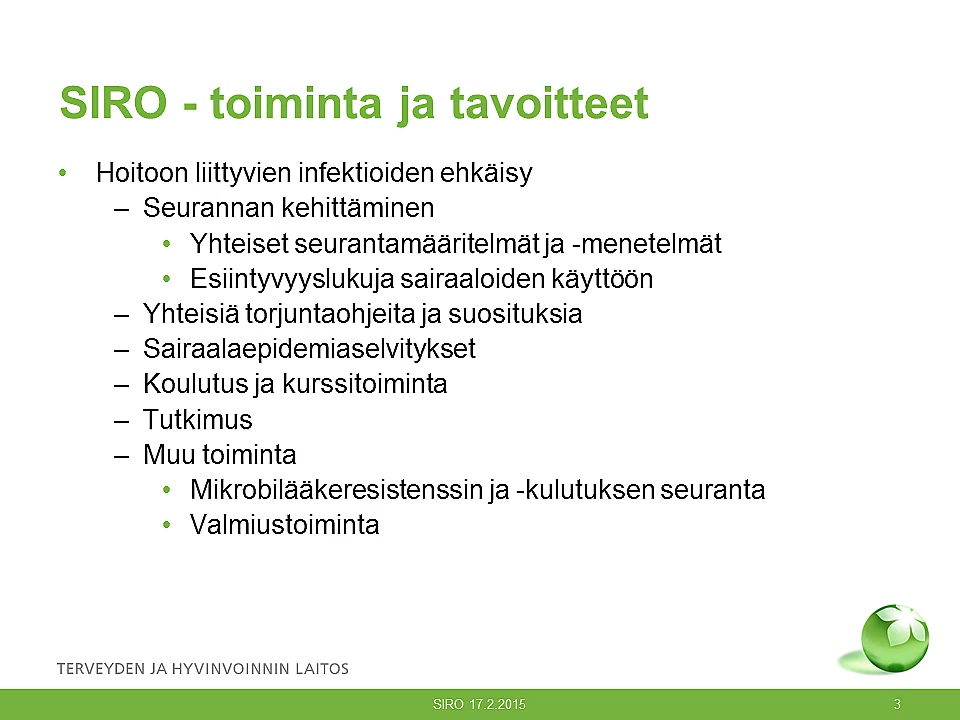 SIRO - toiminta ja tavoitteet
• Hoitoon liittyvien infektioiden ehkäisy
– Seurannan kehittäminen
• Yhteiset seurantamääritelmät ja -menetelmät
• Esiintyvyyslukuja sairaaloiden käyttöön
– Yhteisiä torjuntaohjeita ja suosituksia
– Sairaalaepidemiaselvitykset
– Koulutus ja kurssitoiminta
– Tutkimus
– Muu toiminta
• Mikrobilääkeresistenssin ja -kulutuksen seuranta
• Valmiustoiminta
TERVEYDEN JA HYVINVOINNIN LAITOS
SIRO 17.2.2015 3